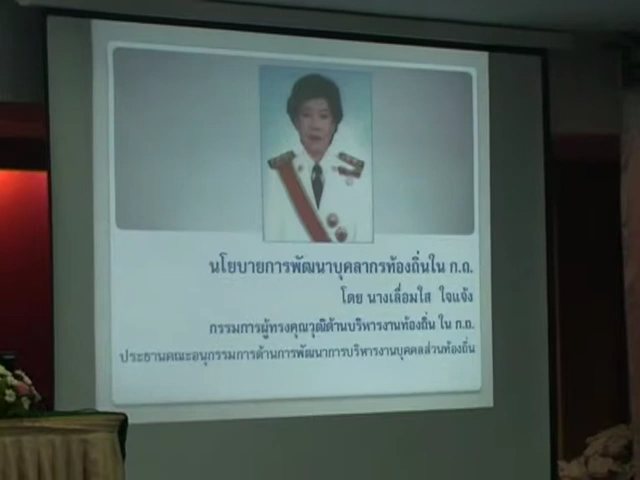 นโยบายการพัฒนาบุคลากรท้องถิ่นใน ก.ถ.
โดย นางเลื่อมใส ใจแจ้ง
กรรมการผู้ทรงคุณวุฒิด้านบริหารงานท้องถิ่น ใน ก.ถ.
ประธานคณะอนุกรรมการด้านการพัฒนาการบริหารงานบุคคลส่วนท้องถิ่น